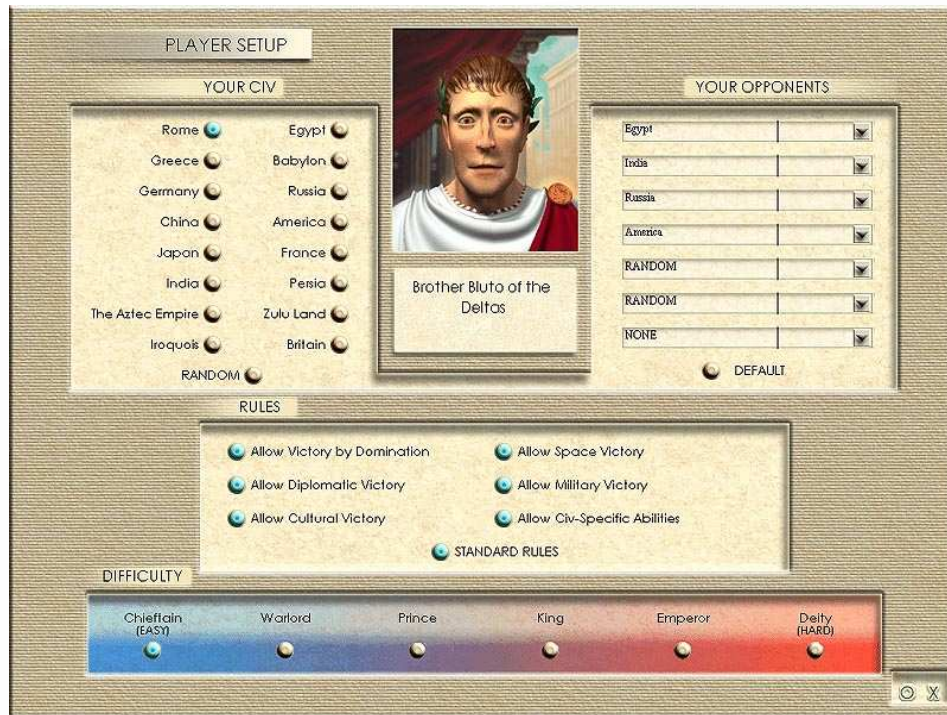 PLAYER SETUP
YOUR CIV
Rome
Egypt
Greece
Babylon
Germany
Russia
China
America
Japan
France
India
Persia
The Aztec Empire
Zulu Land
Iroquois
Britain
RANDOM
Brother Bluto of the
Deltas
YOUR OPPONENTS
Egypt
India
Russia
America
RANDOM
RANDOM
NONE
DEFAULT
RULES
Allow Victory by Domination
Allow Space Victory
Allow Diplomatic Victory
Allow Military Victory
Allow Cultural Victory
Allow Civ-Specific Abilities
STANDARD RULES
DIFFICULTY
Chieftain
(EASY)
Warlord
Prince
King
Emperor
Deity
(HARD)
X